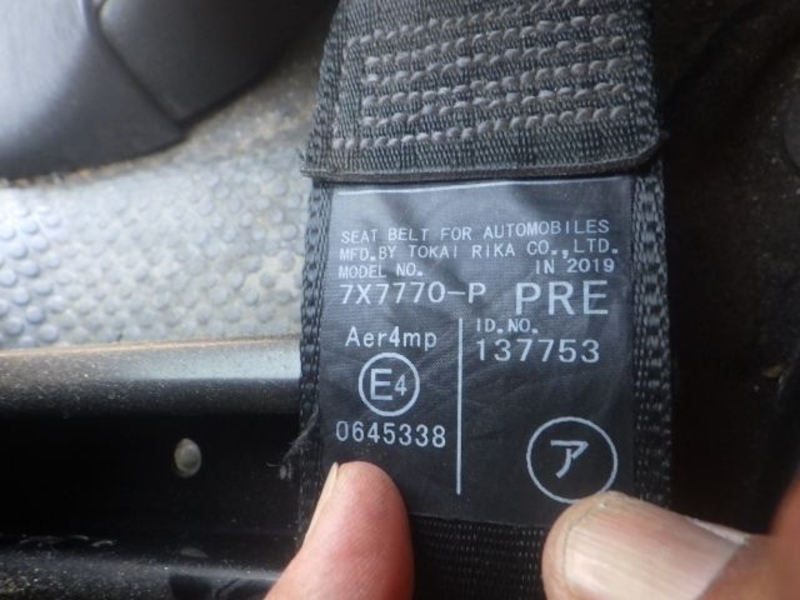 SEAT BELT FOR AUTOMOBILES
MFD.BY TOKAI RIKA CO.,LTD.
MODEL NO. IN 2019
7X7770-P PRE
Aer4mp ID.NO.
137753
E4
0645338
ア